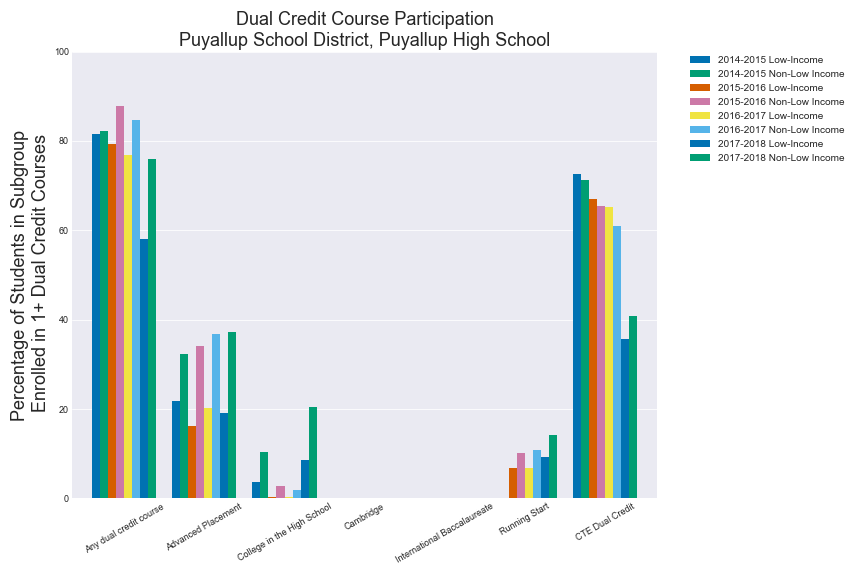 Dual Credit Course Participation
Puyallup School District, Puyallup High School
Percentage of Students in Subgroup
Enrolled in 1+ Dual Credit Courses
100
80
60
40
20
0
Any dual credit course
Advanced Placement
College in the High School
Cambridge
International Baccalaureate
Running Start
CTE Dual Credit
2014-2015 Low-Income
2014-2015 Non-Low Income
2015-2016 Low-Income
2015-2016 Non-Low Income
2016-2017 Low-Income
2016-2017 Non-Low Income
2017-2018 Low-Income
2017-2018 Non-Low Income